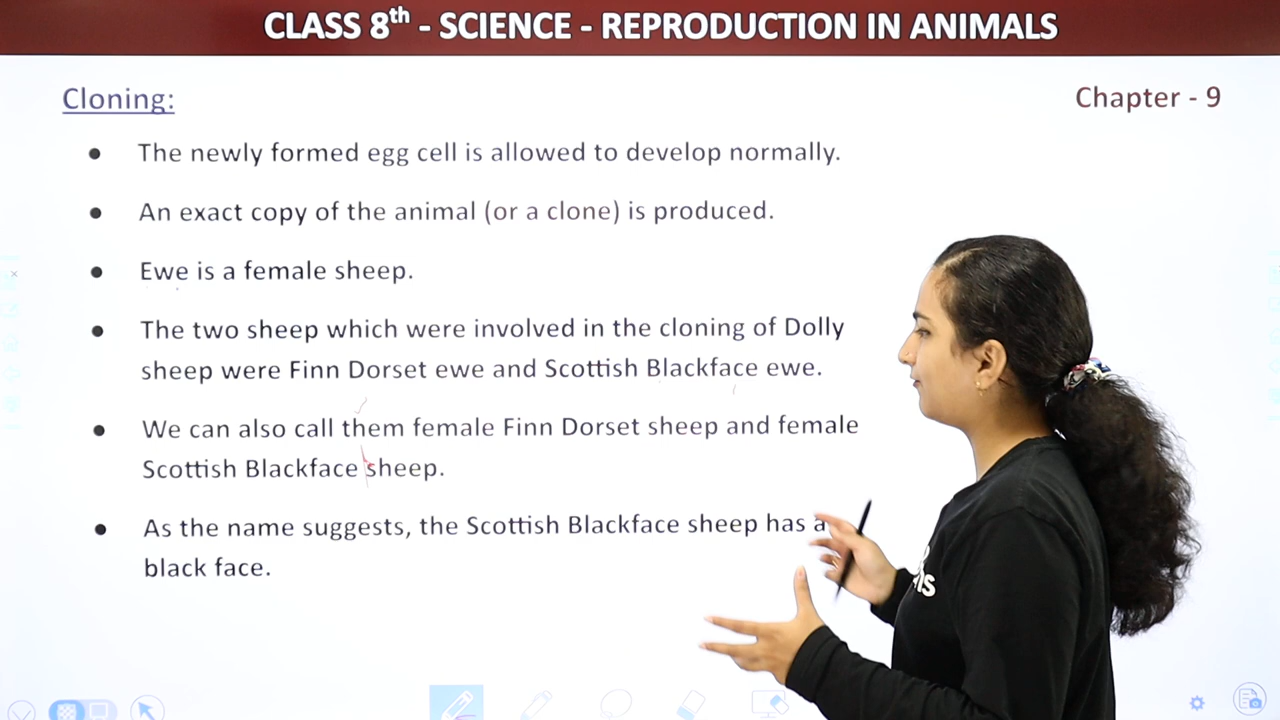 CLASS 8th - SCIENCE - REPRODUCTION IN ANIMALS
Cloning:
Chapter - 9
● The newly formed egg cell is allowed to develop normally.
● An exact copy of the animal (or a clone) is produced.
● Ewe is a female sheep.
● The two sheep which were involved in the cloning of Dolly
sheep were Finn Dorset ewe and Scottish Blackface ewe.
● We can also call them female Finn Dorset sheep and female
Scottish Blackface sheep.
● As the name suggests, the Scottish Blackface sheep has a
black face.